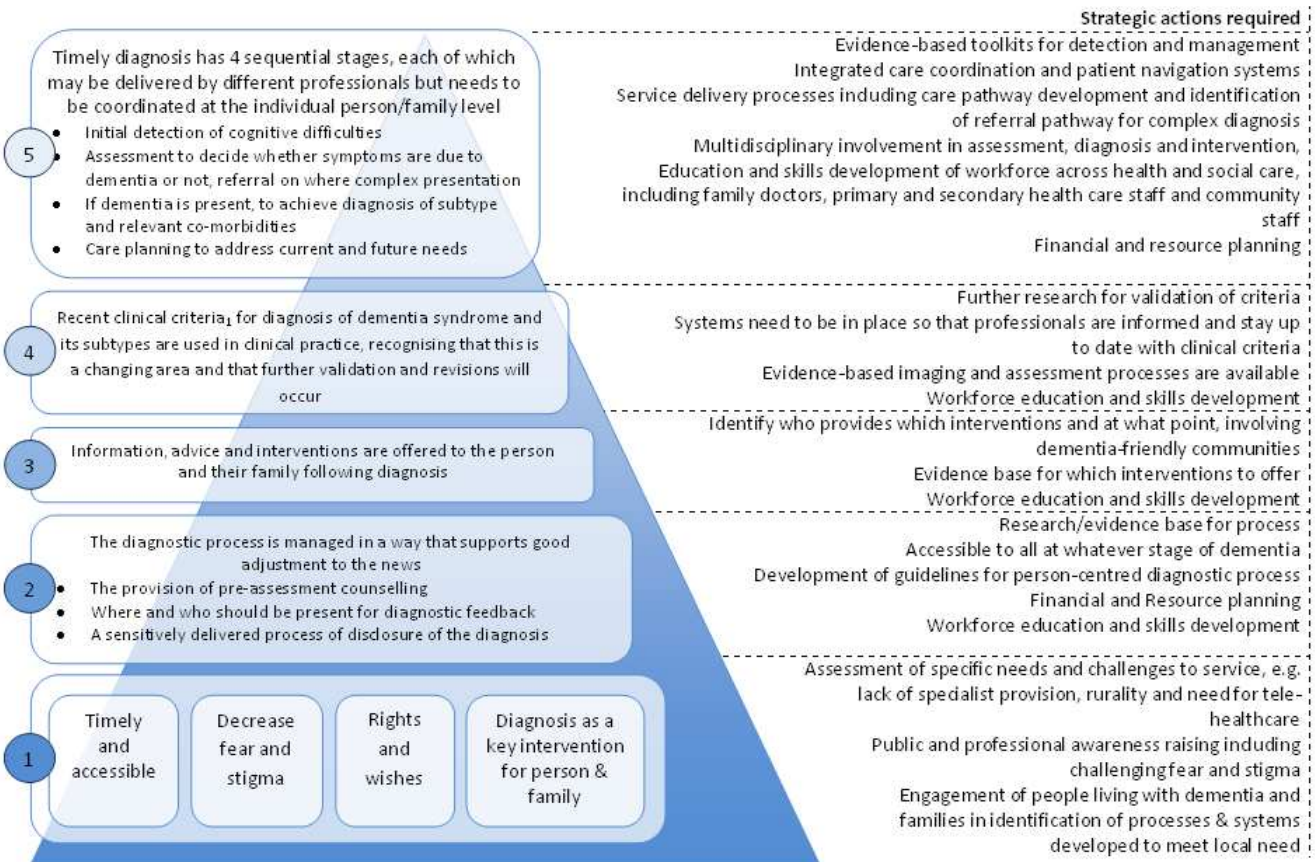 Strategic actions required
Timely diagnosis has 4 sequential stages, each of which
may be delivered by different professionals but needs to
be coordinated at the individual person/family level
• Initial detection of cognitive difficulties
• Assessment to decide whether symptoms are due to
dementia or not, referral on where complex presentation
• If dementia is present, to achieve diagnosis of subtype
and relevant co-morbidities
• Care planning to address current and future needs
5
Evidence-based toolkits for detection and management
Integrated care coordination and patient navigation systems
Service delivery processes including care pathway development and identification
of referral pathway for complex diagnosis
Multidisciplinary involvement in assessment, diagnosis and intervention,
Education and skills development of workforce across health and social care,
including family doctors, primary and secondary health care staff and community
staff
Financial and resource planning
Recent clinical criteria1 for diagnosis of dementia syndrome and
its subtypes are used in clinical practice, recognising that this is
a changing area and that further validation and revisions will
occur
4
Further research for validation of criteria
Systems need to be in place so that professionals are informed and stay up
to date with clinical criteria
Evidence-based imaging and assessment processes are available
Workforce education and skills development
Information, advice and interventions are offered to the person
and their family following diagnosis
3
Identify who provides which interventions and at what point, involving
dementia-friendly communities
Evidence base for which interventions to offer
Workforce education and skills development
The diagnostic process is managed in a way that supports good
adjustment to the news
• The provision of pre-assessment counselling
• Where and who should be present for diagnostic feedback
• A sensitively delivered process of disclosure of the diagnosis
2
Research/evidence base for process
Accessible to all at whatever stage of dementia
Development of guidelines for person-centred diagnostic process
Financial and Resource planning
Workforce education and skills development
1
Timely
and
accessible
Decrease
fear and
stigma
Rights
and
wishes
Diagnosis as a
key intervention
for person &
family
Assessment of specific needs and challenges to service, e.g.
lack of specialist provision, rurality and need for tele-
healthcare
Public and professional awareness raising including
challenging fear and stigma
Engagement of people living with dementia and
families in identification of processes & systems
developed to meet local need